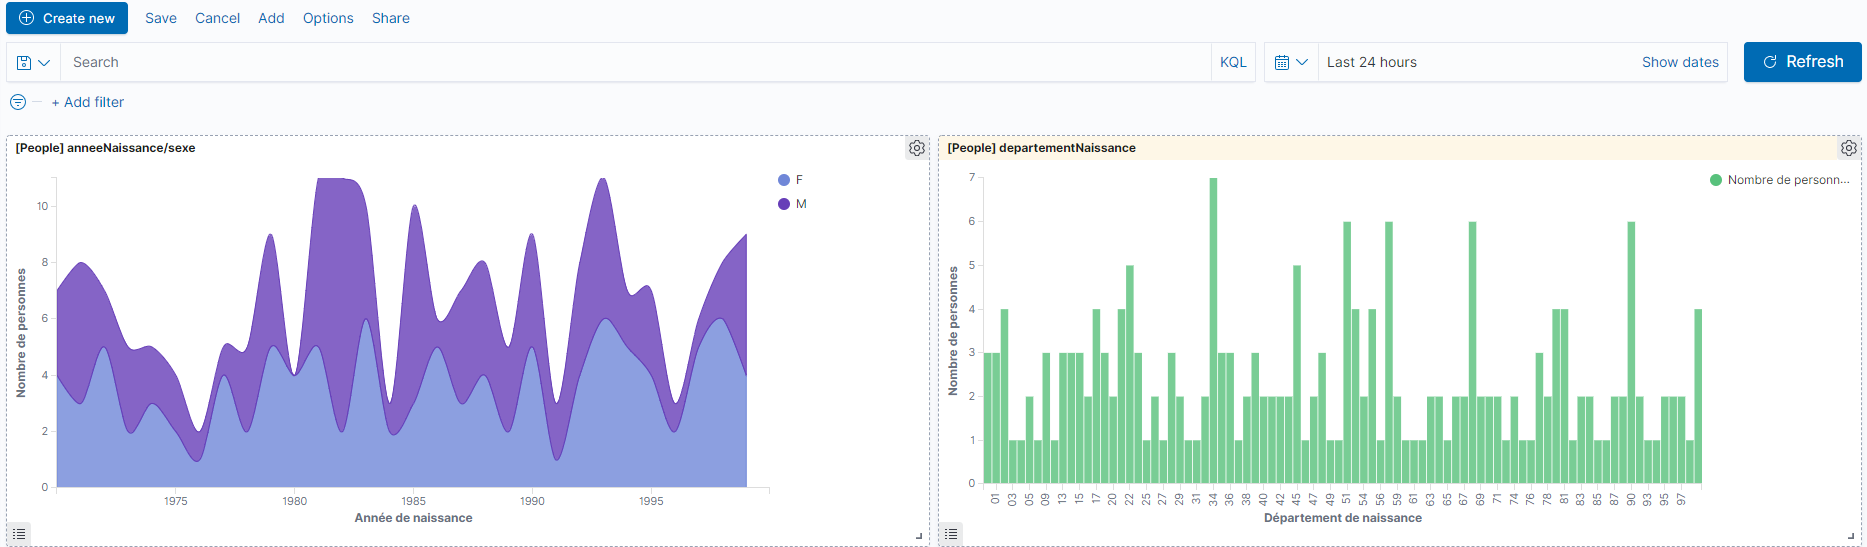 Create new Save Cancel Add Options Share
Search KQL Last 24 hours Show dates Refresh
+ Add filter
[People] anneeNaissance/sexe
Nombre de personnes
10
8
6
4
2
0
1975 1980 1985 1990 1995
Année de naissance
F
M
[People] departementNaissance
Nombre de personnes
7
6
5
4
3
2
1
0
01 03 05 09 13 15 17 20 22 25 27 29 31 34 36 38 40 42 45 47 49 51 54 56 59 61 63 65 67 69 71 74 76 78 81 83 85 87 90 93 95 97
Département de naissance
Nombre de personn...